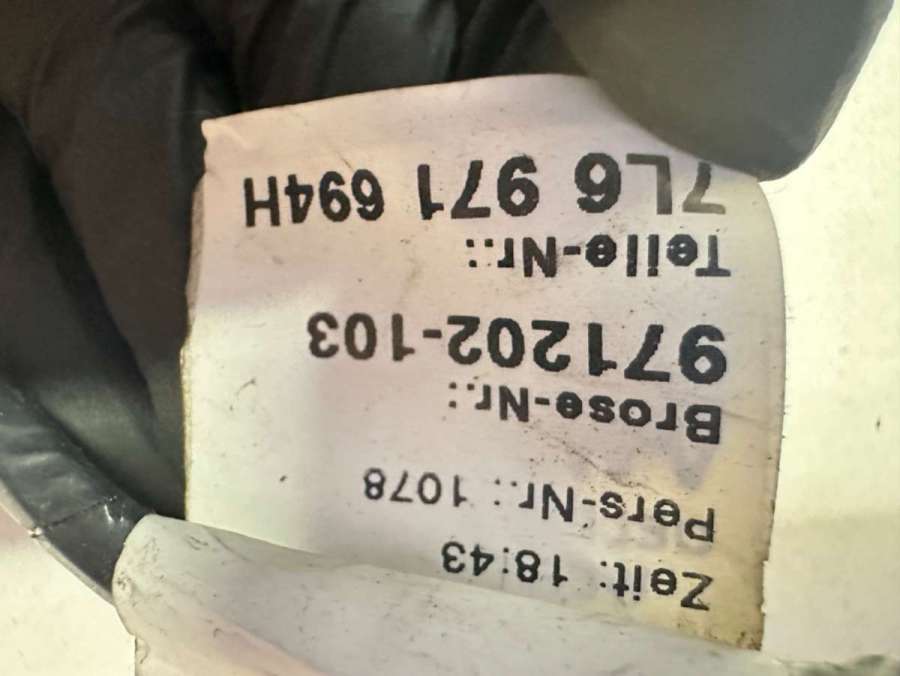 Zeit: 18:43
Pers-Nr.: 1078
Brose-Nr.:
971202-103
Teile-Nr.:
7L6 971 694H